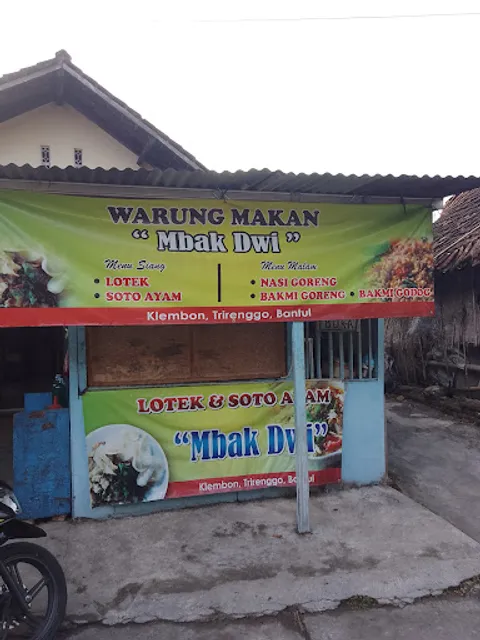 WARUNG MAKAN
“ Mbak Dwi ”
Menu Siang
• LOTEK
• SOTO AYAM
Menu Malam
• NASI GORENG
• BAKMI GORENG • BAKMI GODOG
Klembon, Trirenggo, Bantul
BUKA
LOTEK & SOTO AYAM
“Mbak Dwi”
Klembon, Trirenggo, Bantul